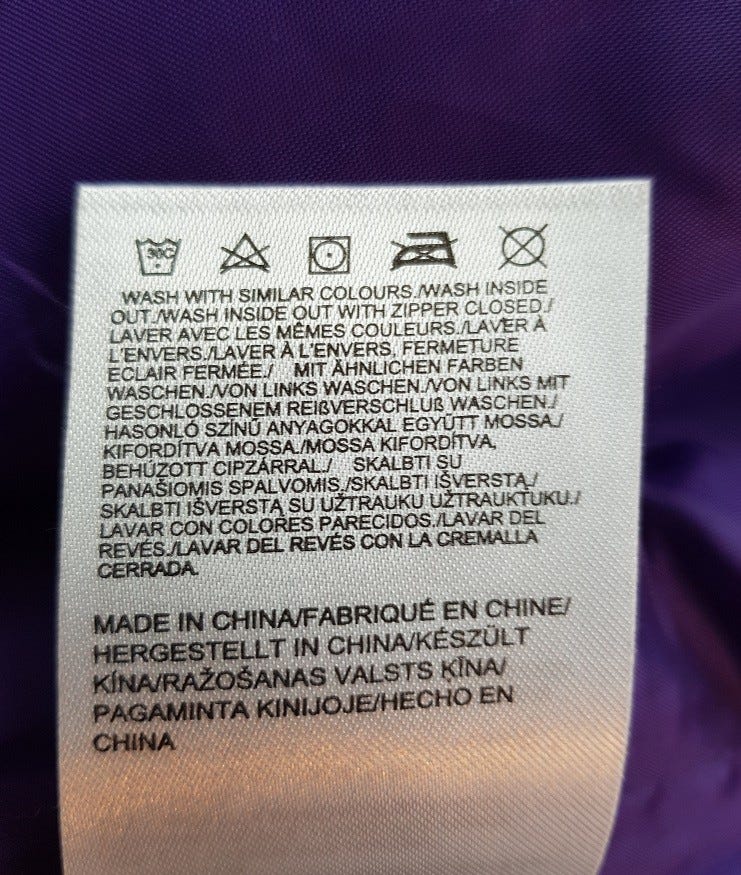 30C
WASH WITH SIMILAR COLOURS./WASH INSIDE
OUT./WASH INSIDE OUT WITH ZIPPER CLOSED./
LAVER AVEC LES MÊMES COULEURS./LAVER À
L'ENVERS./LAVER À L'ENVERS, FERMETURE
ECLAIR FERMÉE./ MIT ÄHNLICHEN FARBEN
WASCHEN./VON LINKS WASCHEN./VON LINKS MIT
GESCHLOSSENEM REIßVERSCHLUß WASCHEN./
HASONLÓ SZÍNŰ ANYAGOKKAL EGYÜTT MOSSA./
KIFORDÍTVA MOSSA./MOSSA KIFORDÍTVA,
BEHÚZOTT CIPZÁRRAL./ SKALBTI SU
PANAŠIOMIS SPALVOMIS./SKALBTI IŠVERSTĄ./
SKALBTI IŠVERSTĄ SU UŽTRAUKU UŽTRAUKTUKU./
LAVAR CON COLORES PARECIDOS./LAVAR DEL
REVÉS./LAVAR DEL REVÉS CON LA CREMALLA
CERRADA.
MADE IN CHINA/FABRIQUÉ EN CHINE/
HERGESTELLT IN CHINA/KÉSZÜLT
KÍNA/RAŽOŠANAS VALSTS ĶĪNA/
PAGAMINTA KINIJOJE/HECHO EN
CHINA